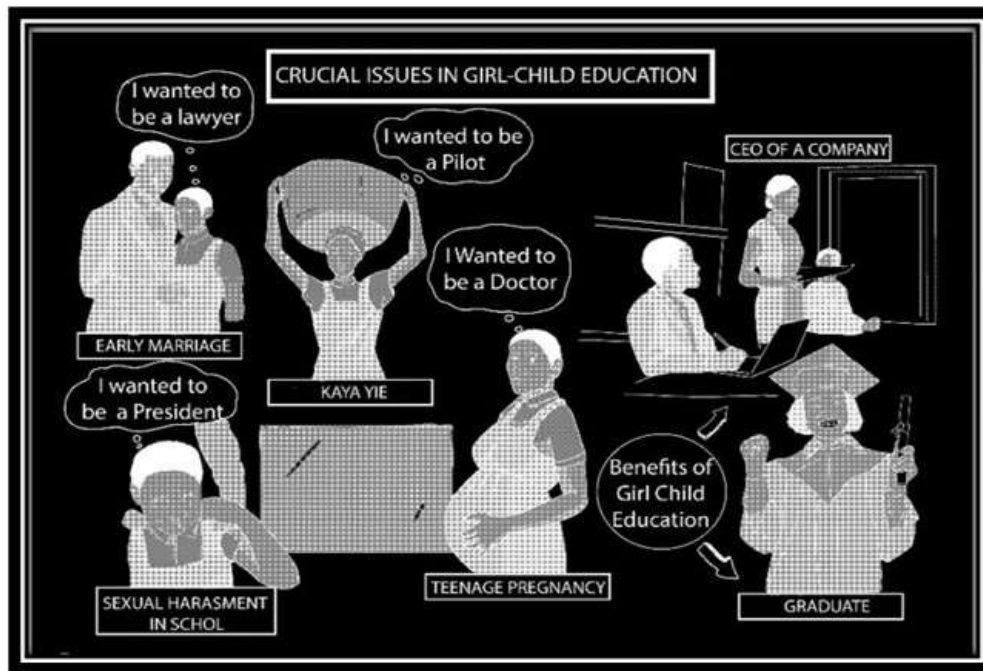 CRUCIAL ISSUES IN GIRL-CHILD EDUCATION
I wanted to
be a lawyer
EARLY MARRIAGE
I wanted to be
a Pilot
KAYA YIE
I Wanted to
be a Doctor
TEENAGE PREGNANCY
I wanted to
be a President
SEXUAL HARASMENT
IN SCHOL
CEO OF A COMPANY
Benefits of
Girl Child
Education
GRADUATE